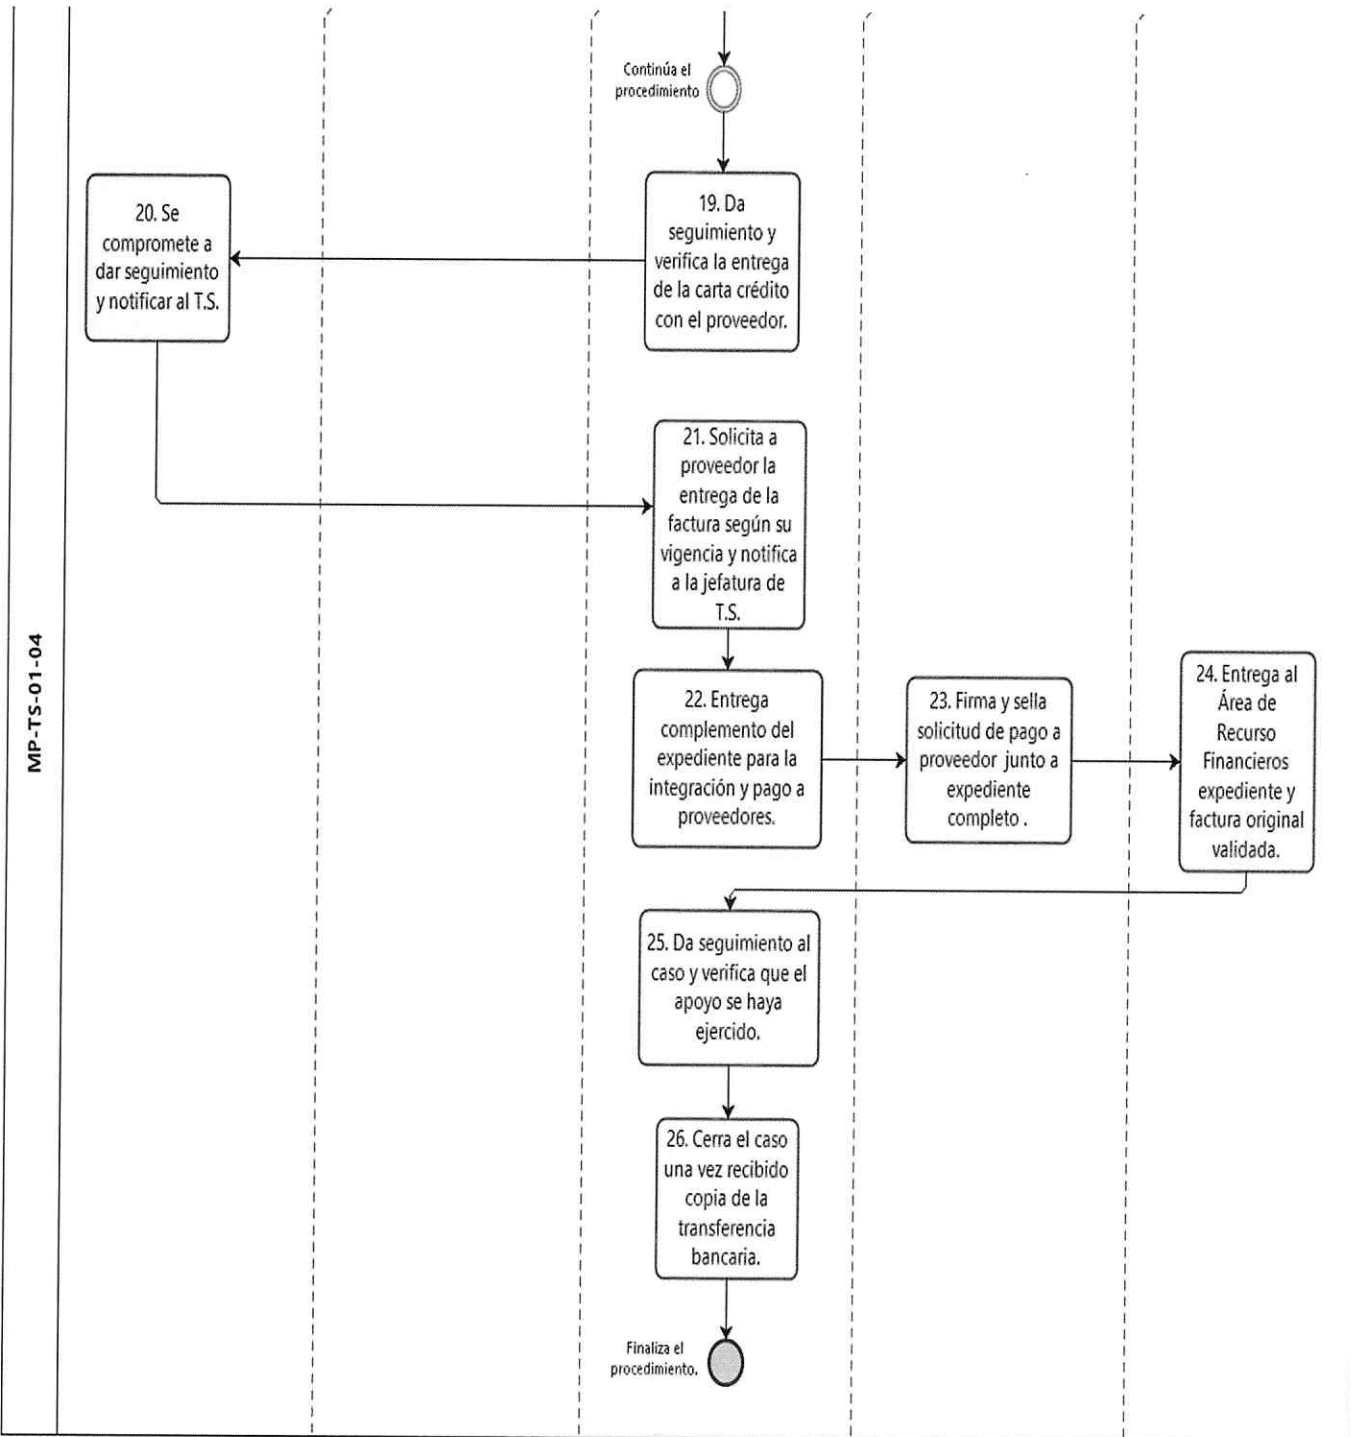 MP-TS-01-04
Continúa el
procedimiento
19. Da
seguimiento y
verifica la entrega
de la carta crédito
con el proveedor.
20. Se
compromete a
dar seguimiento
y notificar al T.S.
21. Solicita a
proveedor la
entrega de la
factura según su
vigencia y notifica
a la jefatura de
T.S.
22. Entrega
complemento del
expediente para la
integración y pago a
proveedores.
23. Firma y sella
solicitud de pago a
proveedor junto a
expediente
completo .
24. Entrega al
Área de
Recurso
Financieros
expediente y
factura original
validada.
25. Da seguimiento al
caso y verifica que el
apoyo se haya
ejercido.
26. Cerra el caso
una vez recibido
copia de la
transferencia
bancaria.
Finaliza el
procedimiento.